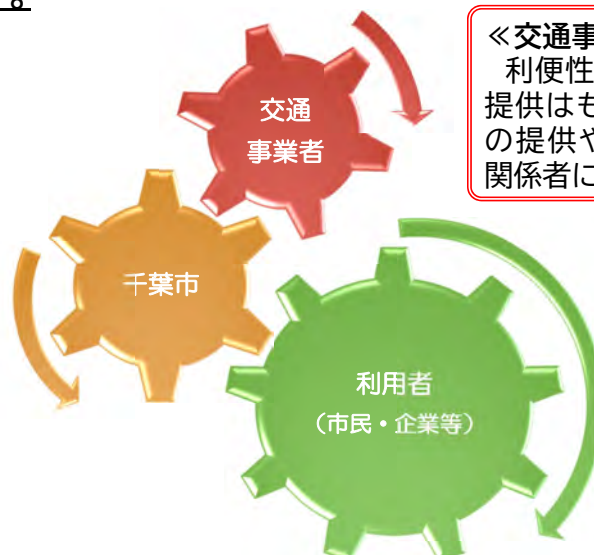 。
≪交通事
利便性
提供はも
の提供や
関係者に
交通
事業者
千葉市
利用者
（市民・企業等）